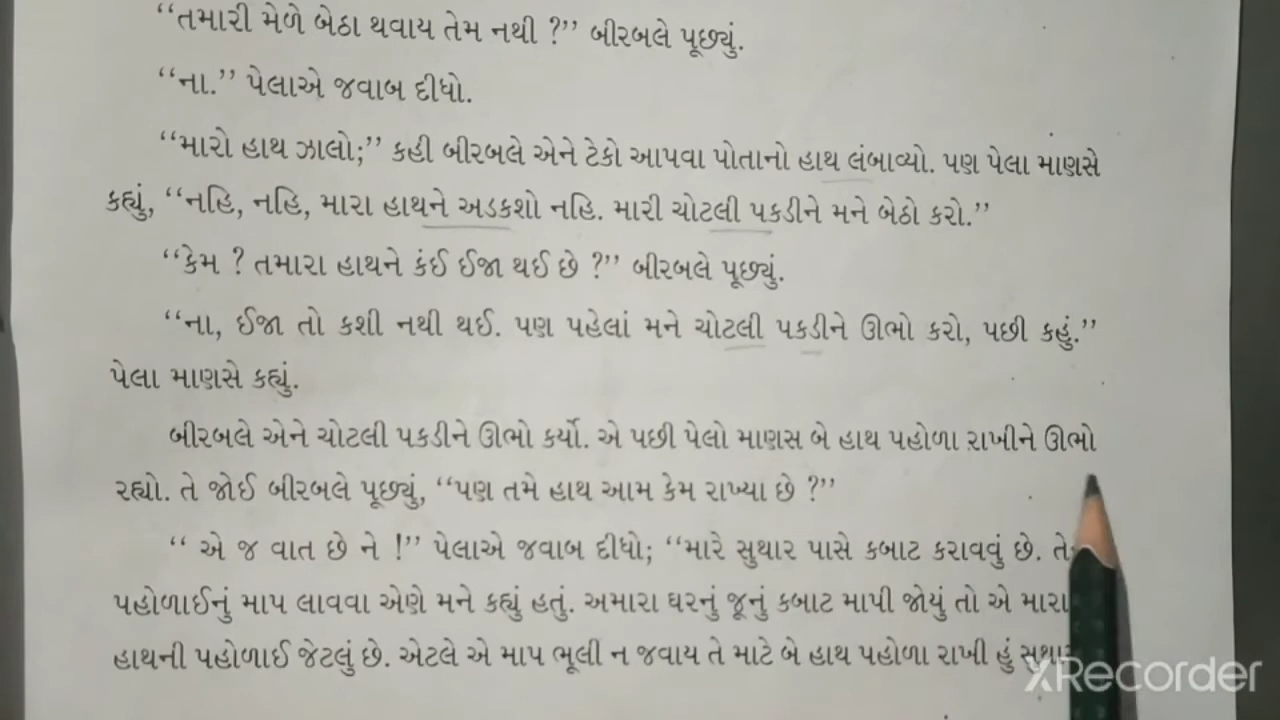 “તમારી મેળે બેઠા થવાય તેમ નથી ?” બીરબલે પૂછ્યું.
“ના.” પેલાએ જવાબ દીધો.
“મારો હાથ ઝાલો;” કહી બીરબલે એને ટેકો આપવા પોતાનો હાથ લંબાવ્યો. પણ પેલા માણસે
કહ્યું, “નહિ, નહિ, મારા હાથને અડકશો નહિ. મારી ચોટલી પકડીને મને બેઠો કરો.”
“કેમ ? તમારા હાથને કંઈ ઈજા થઈ છે ?” બીરબલે પૂછ્યું.
“ના, ઈજા તો કશી નથી થઈ. પણ પહેલાં મને ચોટલી પકડીને ઊભો કરો, પછી કહું.”
પેલા માણસે કહ્યું.
બીરબલે એને ચોટલી પકડીને ઊભો કર્યો. એ પછી પેલો માણસ બે હાથ પહોળા રાખીને ઊભો
રહ્યો. તે જોઈ બીરબલે પૂછ્યું, “પણ તમે હાથ આમ કેમ રાખ્યા છે ?”
“ એ જ વાત છે ને !” પેલાએ જવાબ દીધો; “મારે સુથાર પાસે કબાટ કરાવવું છે.
પહોળાઈનું માપ લાવવા એણે મને કહ્યું હતું. અમારા ઘરનું જૂનું કબાટ માપી જોયું તો એ મારા
હાથની પહોળાઈ જેટલું છે. એટલે એ માપ ભૂલી ન જવાય તે માટે બે હાથ પહોળા રાખી હું
XRecorder